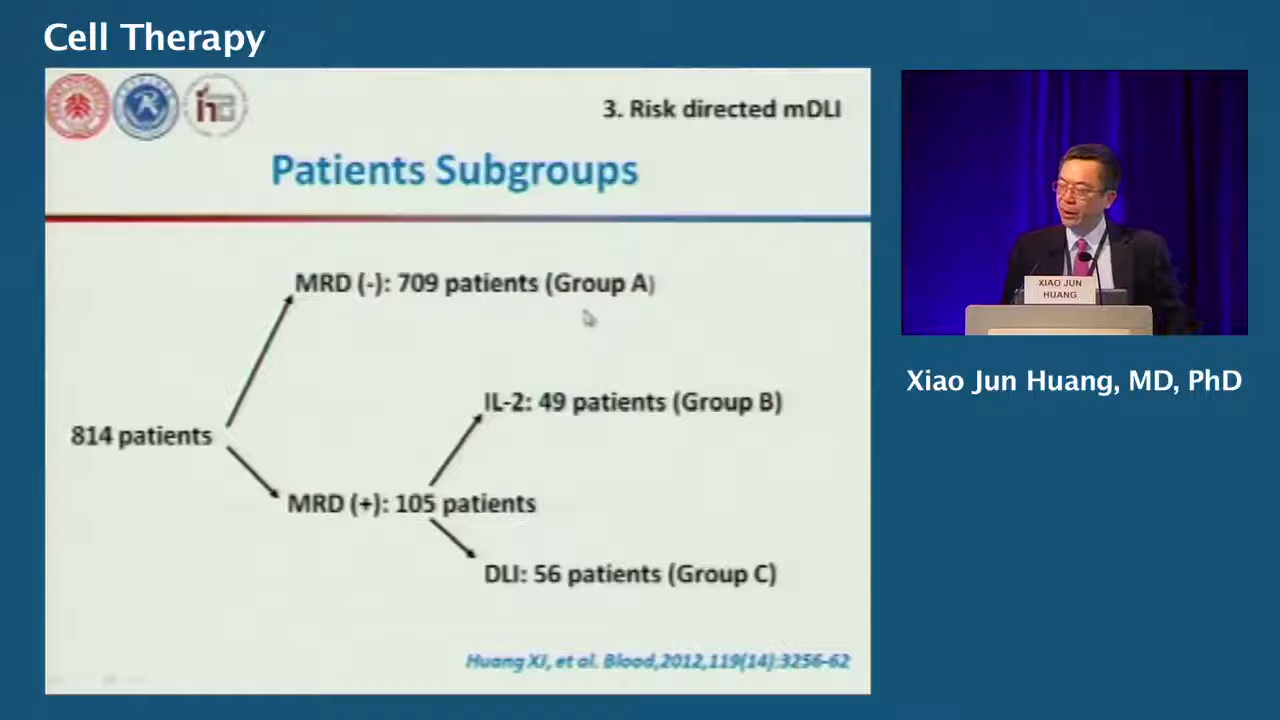 Cell Therapy
3. Risk directed mDLI
Patients Subgroups
MRD (-): 709 patients (Group A)
IL-2: 49 patients (Group B)
814 patients
MRD (+): 105 patients
DLI: 56 patients (Group C)
Huang XJ, et al. Blood,2012,119(14):3256-62
XIAO JUN
HUANG
Xiao Jun Huang, MD, PhD